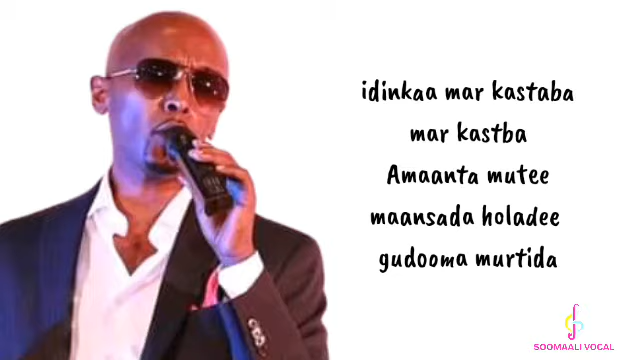 idinkaa mar kastaba
mar kastba
Amaanta mutee
maansada holadee
gudooma murtida
SOOMAALI VOCAL